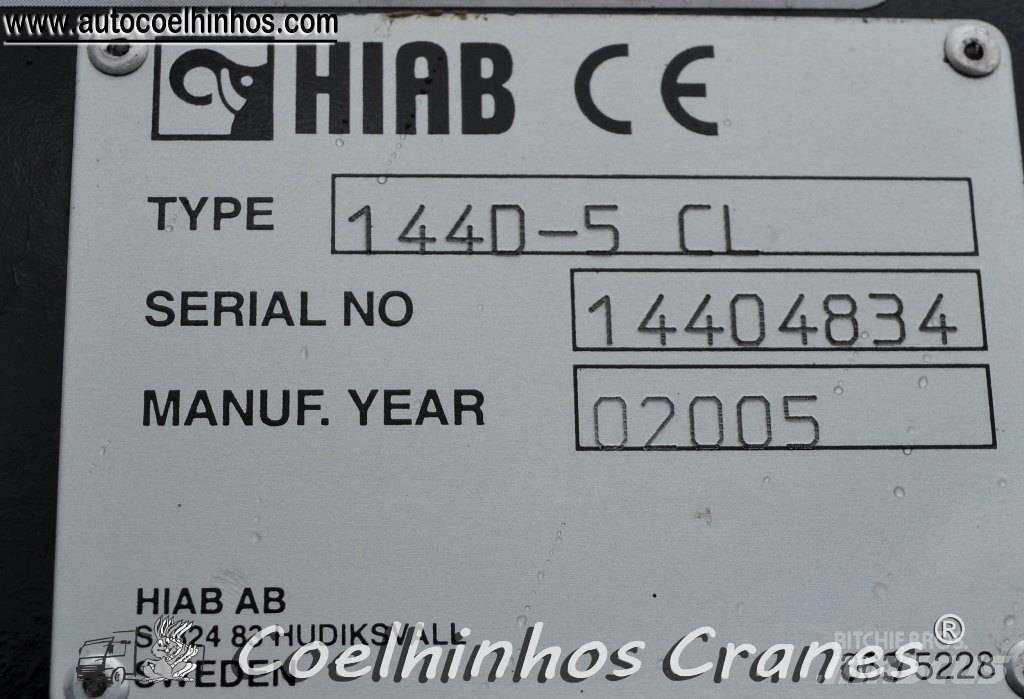 www.autocoelhinhos.com
HIAB CE
TYPE 144D-5 CL
SERIAL NO 14404834
MANUF. YEAR 02005
HIAB AB
HUDIKSVALL
SWEDEN
Coelhinhos Cranes ®
5228